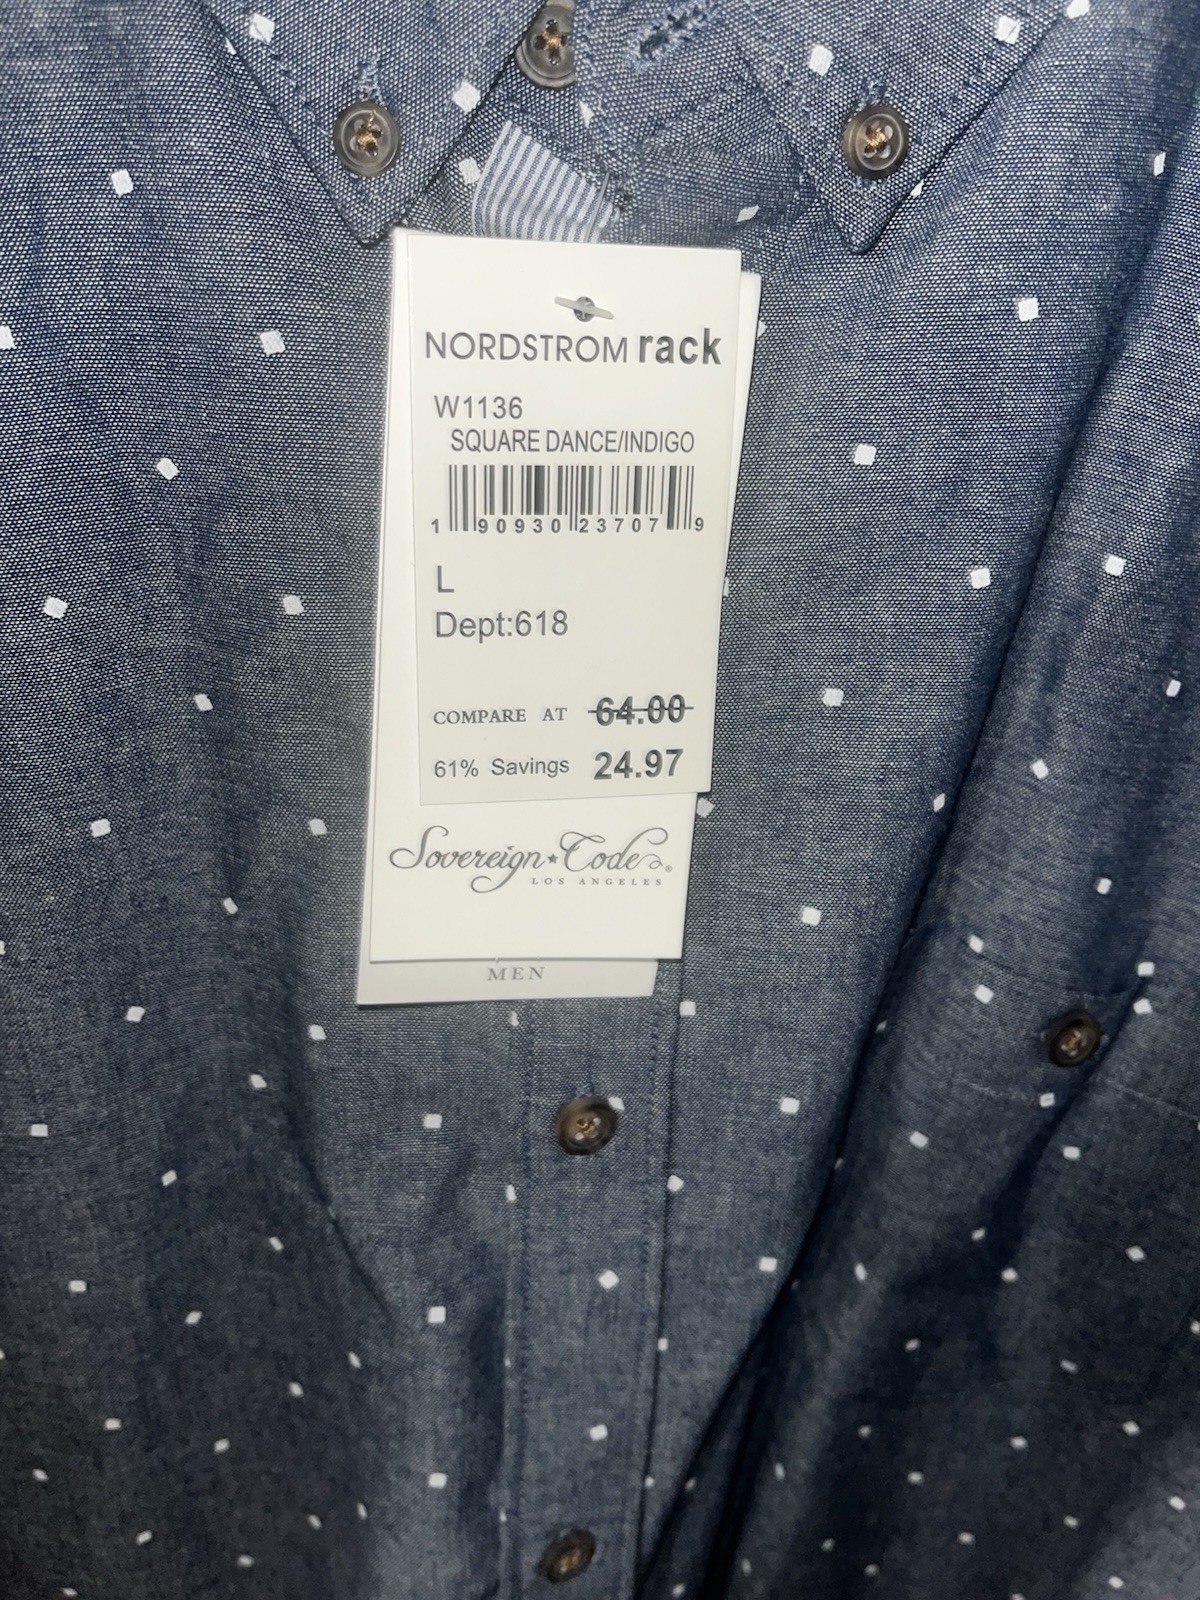 NORDSTROM rack
W1136
SQUARE DANCE/INDIGO
1 90930 23707 9
L
Dept:618
COMPARE AT 64.00
61% Savings 24.97
Sovereign★Code®
LOS ANGELES
MEN